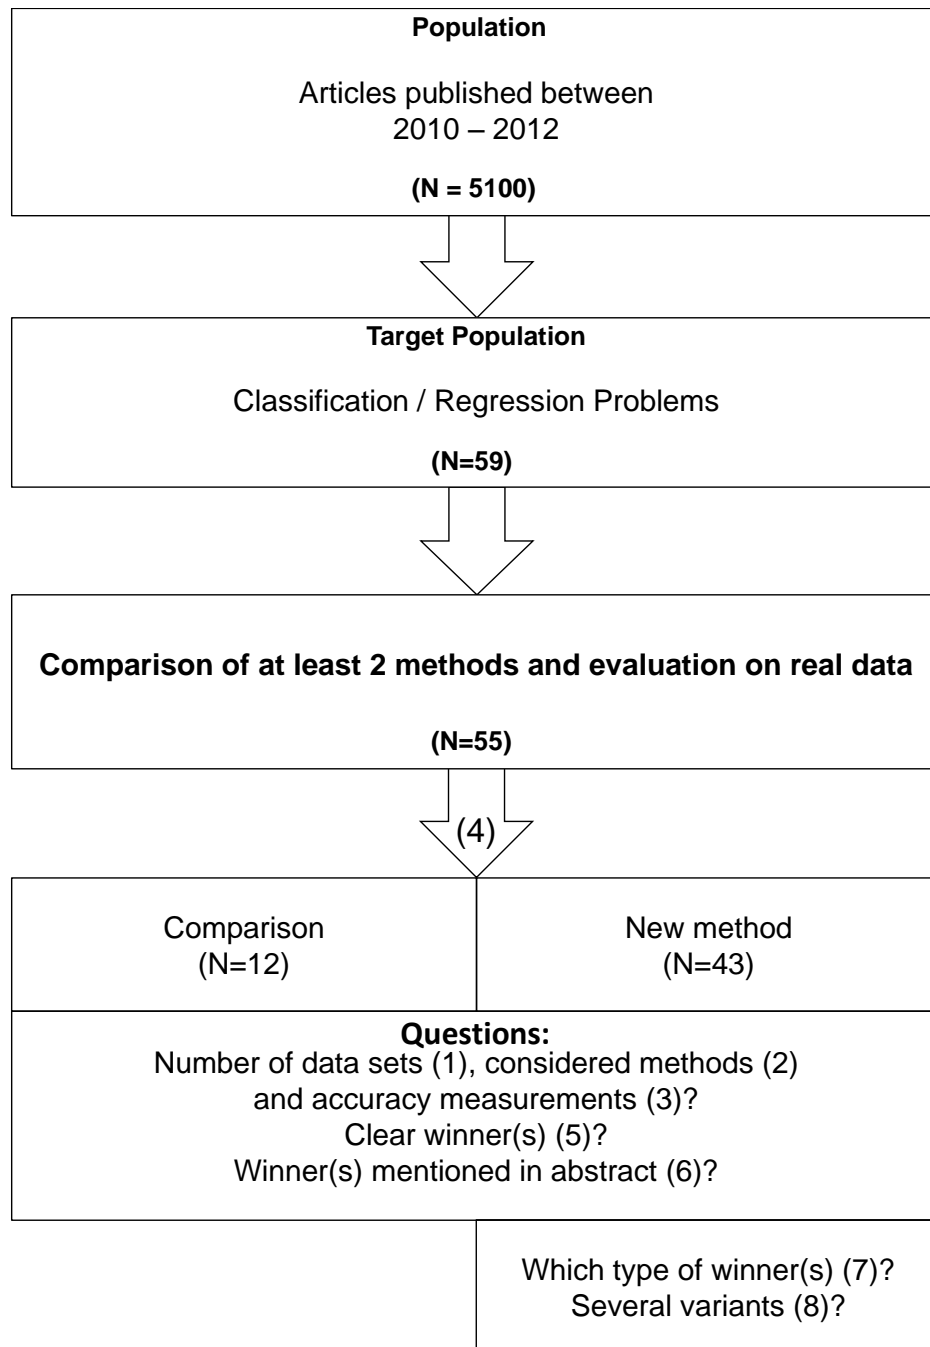 Population
Articles published between
2010 – 2012
(N = 5100)
Target Population
Classification / Regression Problems
(N=59)
Comparison of at least 2 methods and evaluation on real data
(N=55)
(4)
Comparison
(N=12)
New method
(N=43)
Questions:
Number of data sets (1), considered methods (2)
and accuracy measurements (3)?
Clear winner(s) (5)?
Winner(s) mentioned in abstract (6)?
Which type of winner(s) (7)?
Several variants (8)?